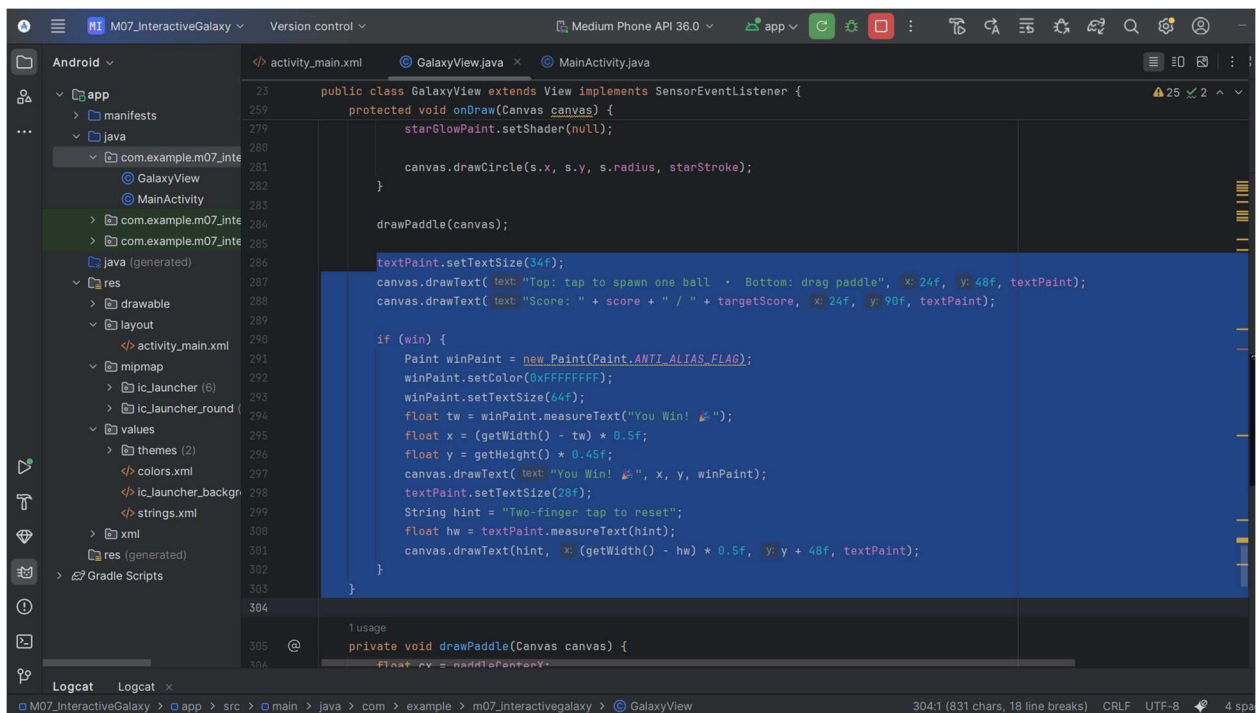 MI M07_InteractiveGalaxy Version control Medium Phone API 36.0 app
Android
activity_main.xml GalaxyView.java MainActivity.java
app
manifests
java
com.example.m07_inte
GalaxyView
MainActivity
com.example.m07_inte
com.example.m07_inte
java (generated)
res
drawable
layout
activity_main.xml
mipmap
ic_launcher (6)
ic_launcher_round (
values
themes (2)
colors.xml
ic_launcher_backgr
strings.xml
xml
res (generated)
Gradle Scripts
25 2
23 public class GalaxyView extends View implements SensorEventListener {
259 protected void onDraw(Canvas canvas) {
279 starGlowPaint.setShader(null);
280
281 canvas.drawCircle(s.x, s.y, s.radius, starStroke);
282 }
283
284 drawPaddle(canvas);
285
286 textPaint.setTextSize(34f);
287 canvas.drawText( text: "Top: tap to spawn one ball • Bottom: drag paddle", x: 24f, y: 48f, textPaint);
288 canvas.drawText( text: "Score: " + score + " / " + targetScore, x: 24f, y: 90f, textPaint);
289
290 if (win) {
291 Paint winPaint = new Paint(Paint.ANTI_ALIAS_FLAG);
292 winPaint.setColor(0xFFFFFFFF);
293 winPaint.setTextSize(64f);
294 float tw = winPaint.measureText("You Win! 🎉");
295 float x = (getWidth() - tw) * 0.5f;
296 float y = getHeight() * 0.45f;
297 canvas.drawText( text: "You Win! 🎉", x, y, winPaint);
298 textPaint.setTextSize(28f);
299 String hint = "Two-finger tap to reset";
300 float hw = textPaint.measureText(hint);
301 canvas.drawText(hint, x: (getWidth() - hw) * 0.5f, y: y + 48f, textPaint);
302 }
303 }
304
1 usage
305 @ private void drawPaddle(Canvas canvas) {
306 float cx = paddleCenterX;
Logcat Logcat
M07_InteractiveGalaxy > app > src > main > java > com > example > m07_interactivegalaxy > GalaxyView 304:1 (831 chars, 18 line breaks) CRLF UTF-8 4 spa